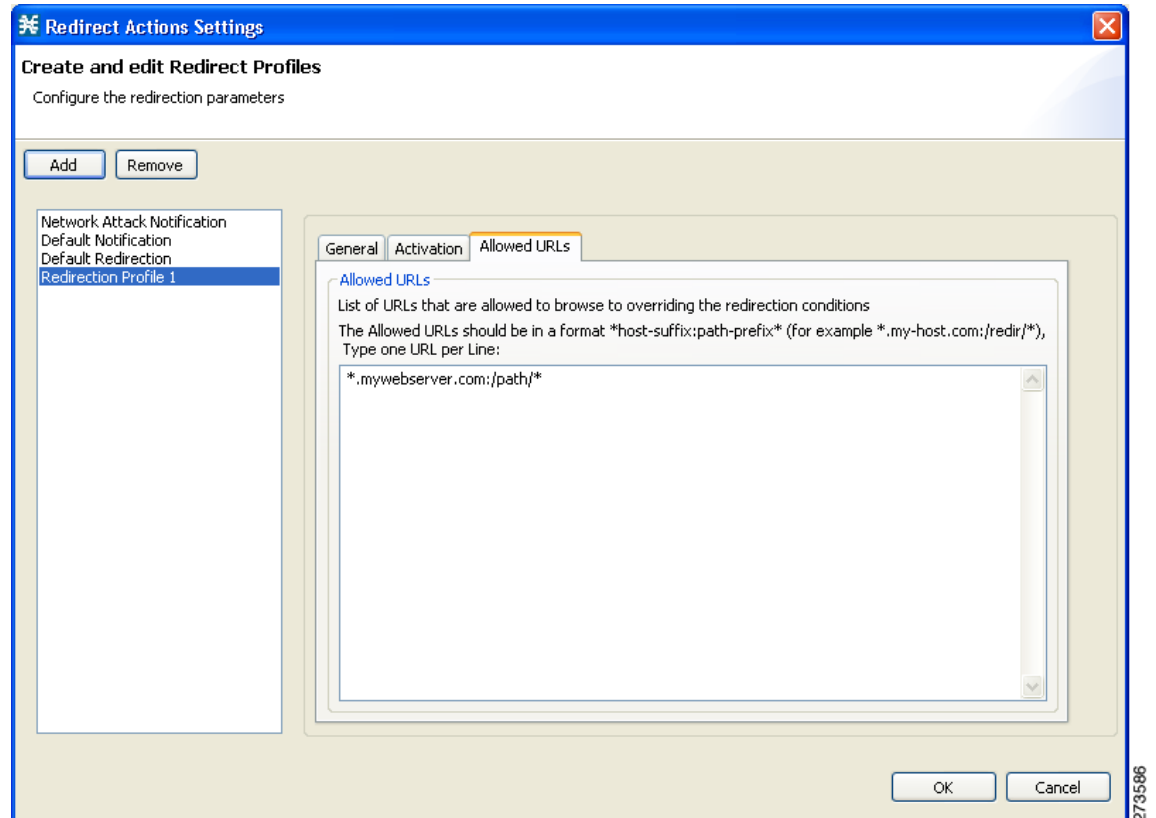 Redirect Actions Settings
Create and edit Redirect Profiles
Configure the redirection parameters
Add
Remove
Network Attack Notification
Default Notification
Default Redirection
Redirection Profile 1
General
Activation
Allowed URLs
Allowed URLs
List of URLs that are allowed to browse to overriding the redirection conditions
The Allowed URLs should be in a format *host-suffix:path-prefix* (for example *.my-host.com:/redir/*),
Type one URL per Line:
*.mywebserver.com:/path/*
OK
Cancel
273586